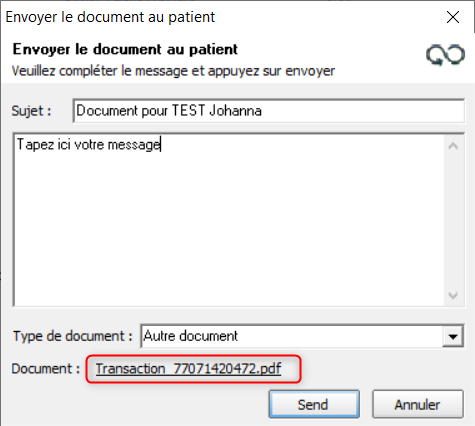 Envoyer le document au patient
Envoyer le document au patient
Veuillez compléter le message et appuyez sur envoyer
Sujet : Document pour TEST Johanna
Tapez ici votre message
Type de document : Autre document
Document : Transaction_77071420472.pdf
Send Annuler